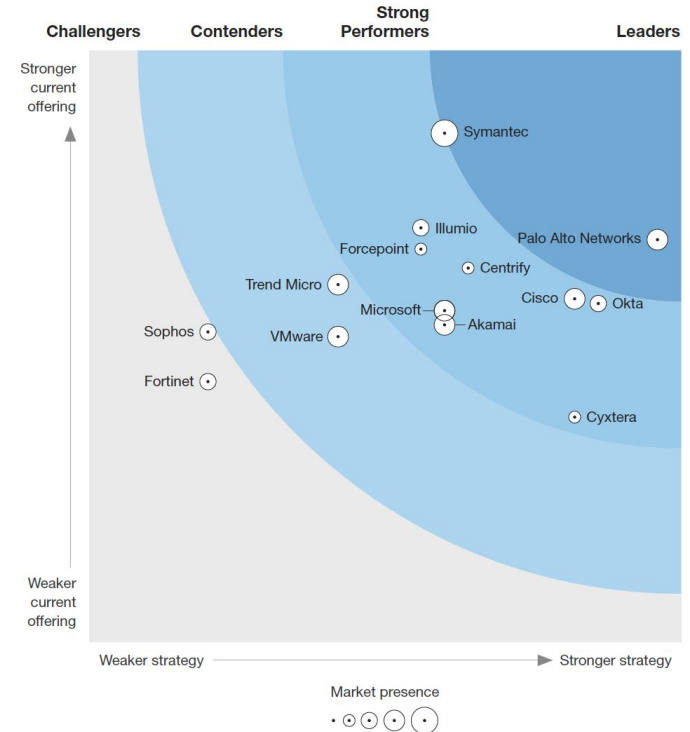 Strong
Challengers Contenders Performers Leaders
Stronger
current
offering
Symantec
Illumio
Palo Alto Networks
Forcepoint
Centrify
Trend Micro
Cisco
Okta
Microsoft
Akamai
Sophos
VMware
Fortinet
Cyxtera
Weaker
current
offering
Weaker strategy Stronger strategy
Market presence